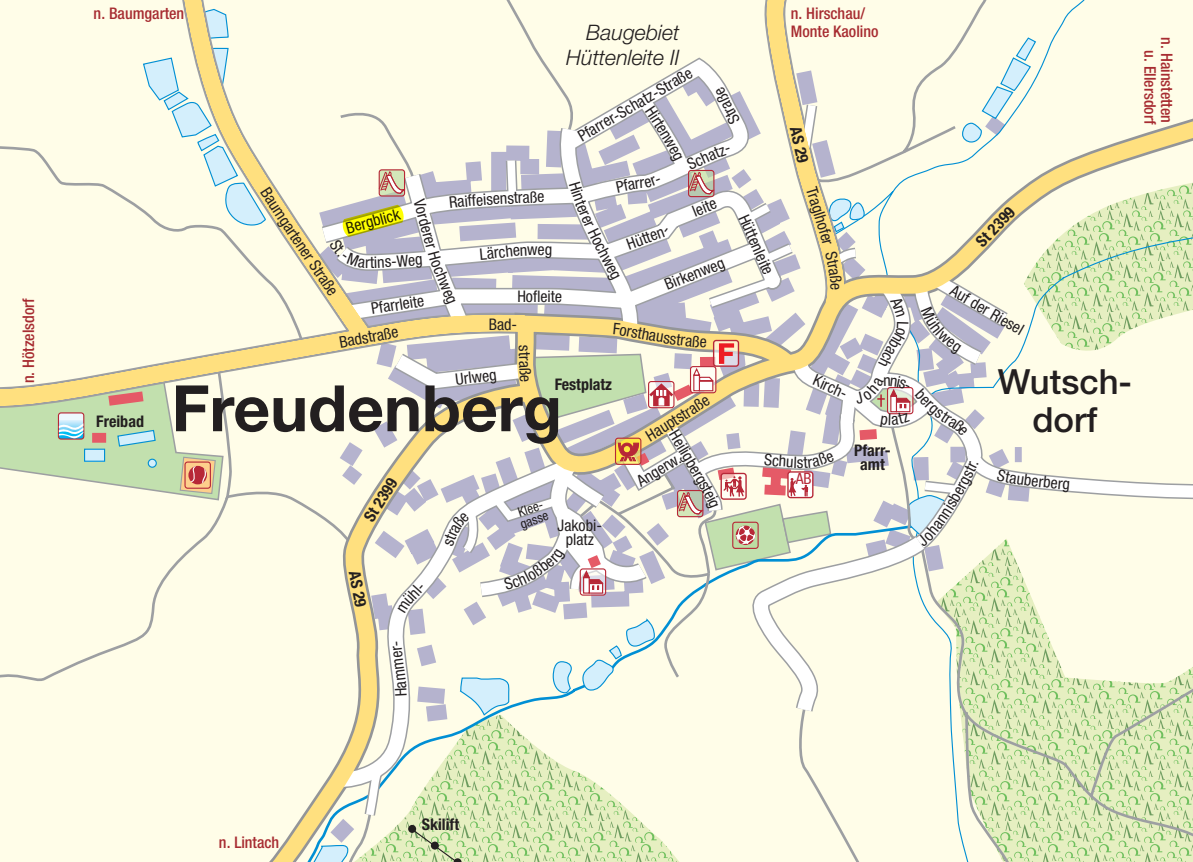 n. Baumgarten
n. Hirschau/
Monte Kaolino
n. Hainstetten
u. Ellersdorf
Baugebiet
Hüttenleite II
Pfarrer-Schatz-Straße
Straße
Hirtenweg
Schatz-
Pfarrer-
AS 29
Raiffeisenstraße
Baumgartener Straße
Bergblick
Vorderer Hochweg
Hinterer Hochweg
Hütten-
leite
Hüttenleite
Traglhofer Straße
St 2399
St.-Martins-Weg
Lärchenweg
Birkenweg
Pfarrleite
Hofleite
n. Hötzelsdorf
Badstraße
Bad-
straße
Forsthausstraße
F
Am Lohbach
Mühlweg
Auf der Riesel
Urlweg
Festplatz
Freudenberg
Freibad
Hauptstraße
Kirch-
Johannis-
platz
bergstraße
Wutsch-
dorf
Pfarr-
amt
Angerw.
Heiligbergsteig
Schulstraße
AB
Stauberberg
Johannisbergstr.
St 2399
Klee-
gasse
Jakobi-
platz
Schloßberg
straße
mühl-
Hammer-
AS 29
n. Lintach
Skilift